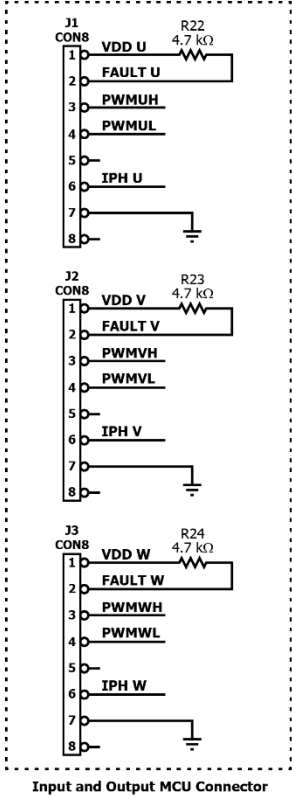 J1
CON8
R22
4.7 kΩ
1 VDD U
2 FAULT U
3 PWMUH
4 PWMUL
5
6 IPH U
7
8
J2
CON8
R23
4.7 kΩ
1 VDD V
2 FAULT V
3 PWMVH
4 PWMVL
5
6 IPH V
7
8
J3
CON8
R24
4.7 kΩ
1 VDD W
2 FAULT W
3 PWMWH
4 PWMWL
5
6 IPH W
7
8
Input and Output MCU Connector